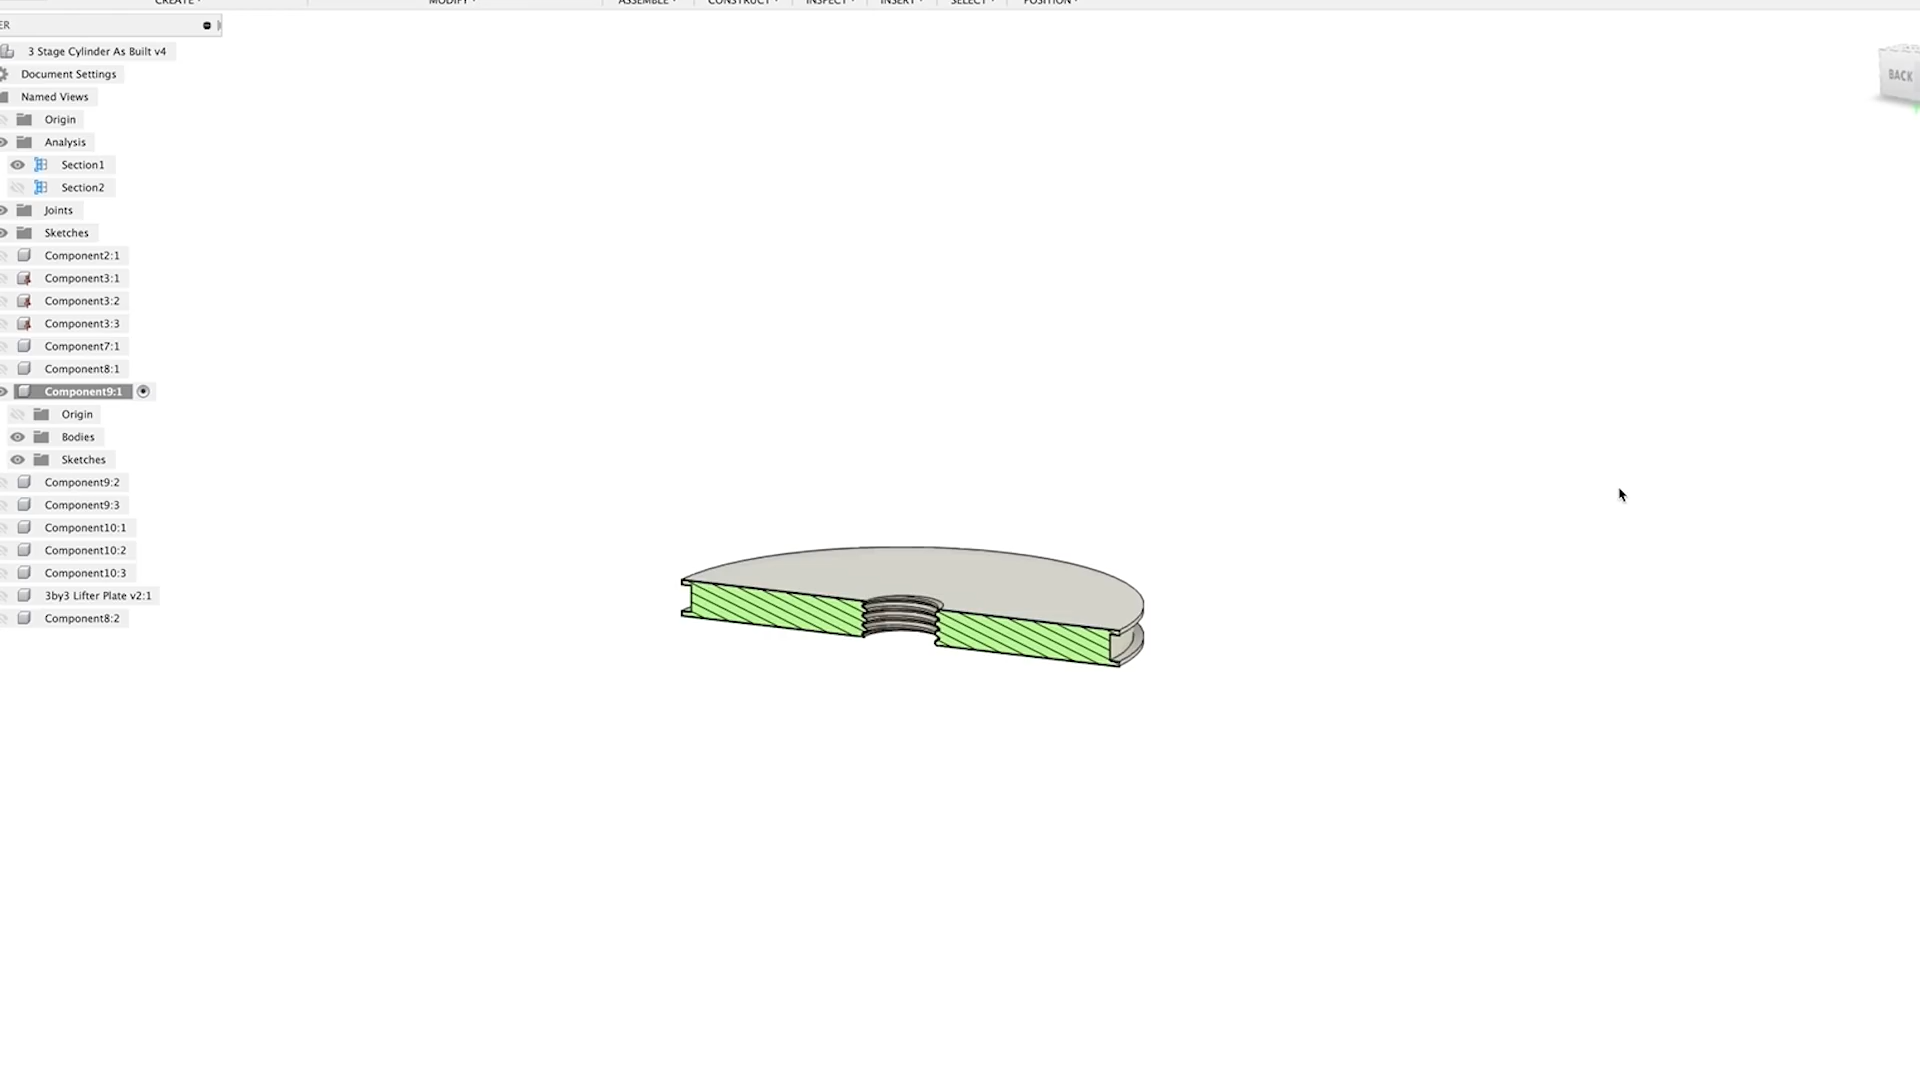 CREATE MODIFY ASSEMBLE CONSTRUCT INSPECT INSERT SELECT POSITION
ER
3 Stage Cylinder As Built v4
Document Settings
Named Views
Origin
Analysis
Section1
Section2
Joints
Sketches
Component2:1
Component3:1
Component3:2
Component3:3
Component7:1
Component8:1
Component9:1
Origin
Bodies
Sketches
Component9:2
Component9:3
Component10:1
Component10:2
Component10:3
3by3 Lifter Plate v2:1
Component8:2
BACK